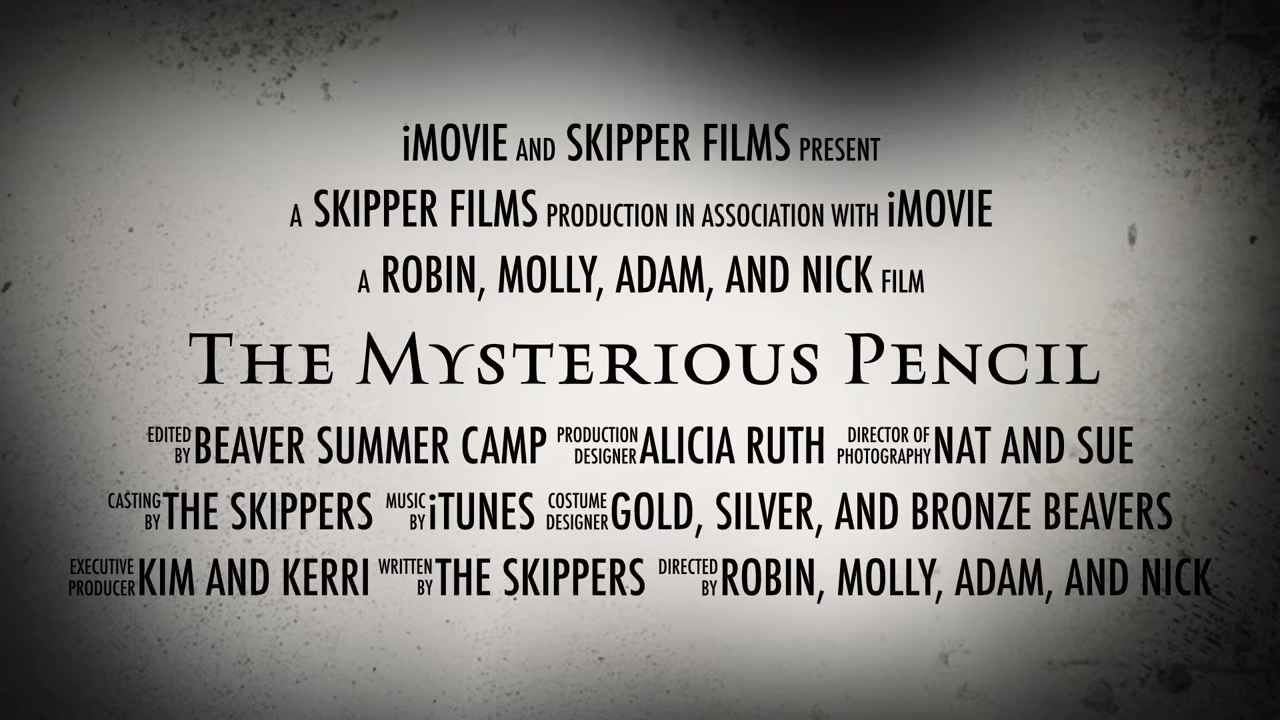 iMOVIE AND SKIPPER FILMS PRESENT
A SKIPPER FILMS PRODUCTION IN ASSOCIATION WITH iMOVIE
A ROBIN, MOLLY, ADAM, AND NICK FILM
THE MYSTERIOUS PENCIL
EDITED BY BEAVER SUMMER CAMP PRODUCTION DESIGNER ALICIA RUTH DIRECTOR OF PHOTOGRAPHY NAT AND SUE
CASTING BY THE SKIPPERS MUSIC BY iTUNES COSTUME DESIGNER GOLD, SILVER, AND BRONZE BEAVERS
EXECUTIVE PRODUCER KIM AND KERRI WRITTEN BY THE SKIPPERS DIRECTED BY ROBIN, MOLLY, ADAM, AND NICK